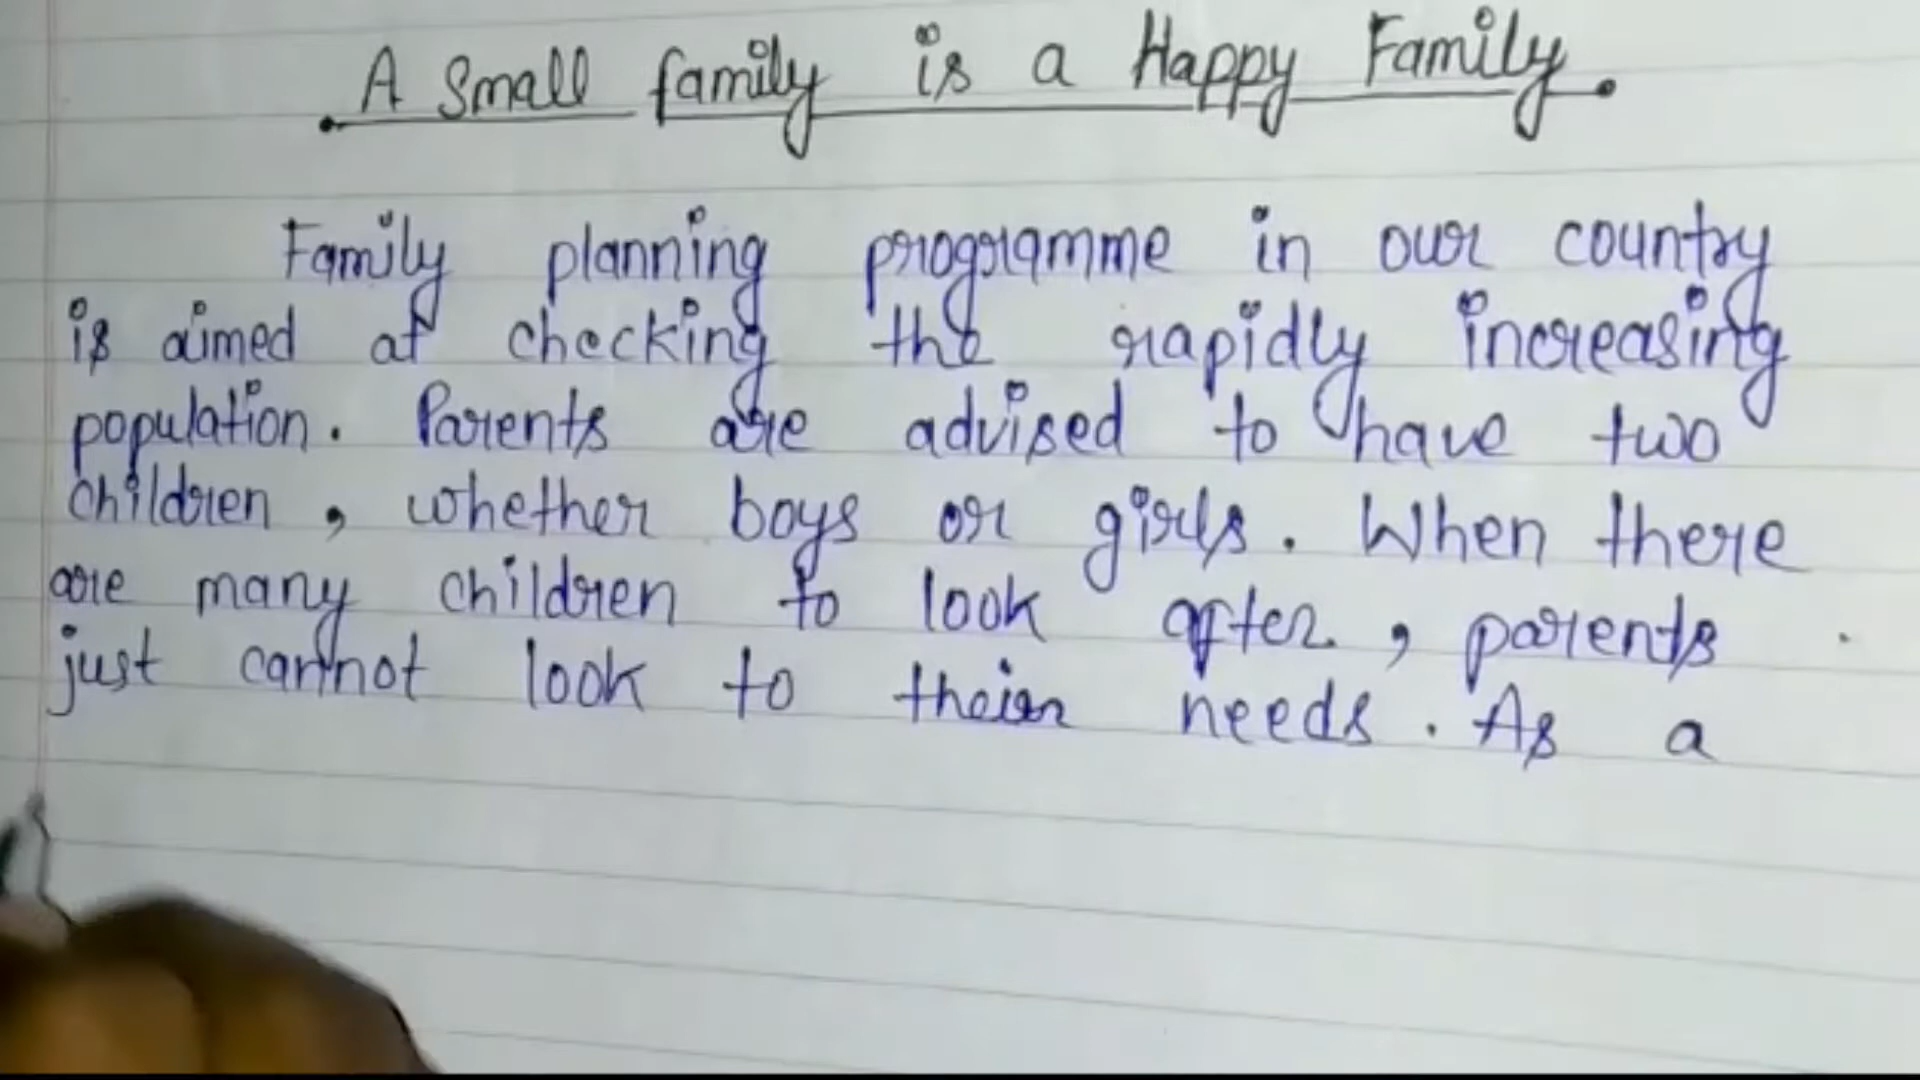 A Small family is a Happy Family.
Family planning programme in our country
is aimed at checking the rapidly increasing
population. Parents are advised to have two
children, whether boys or girls. When there
are many children to look after, parents
just cannot look to their needs. As a